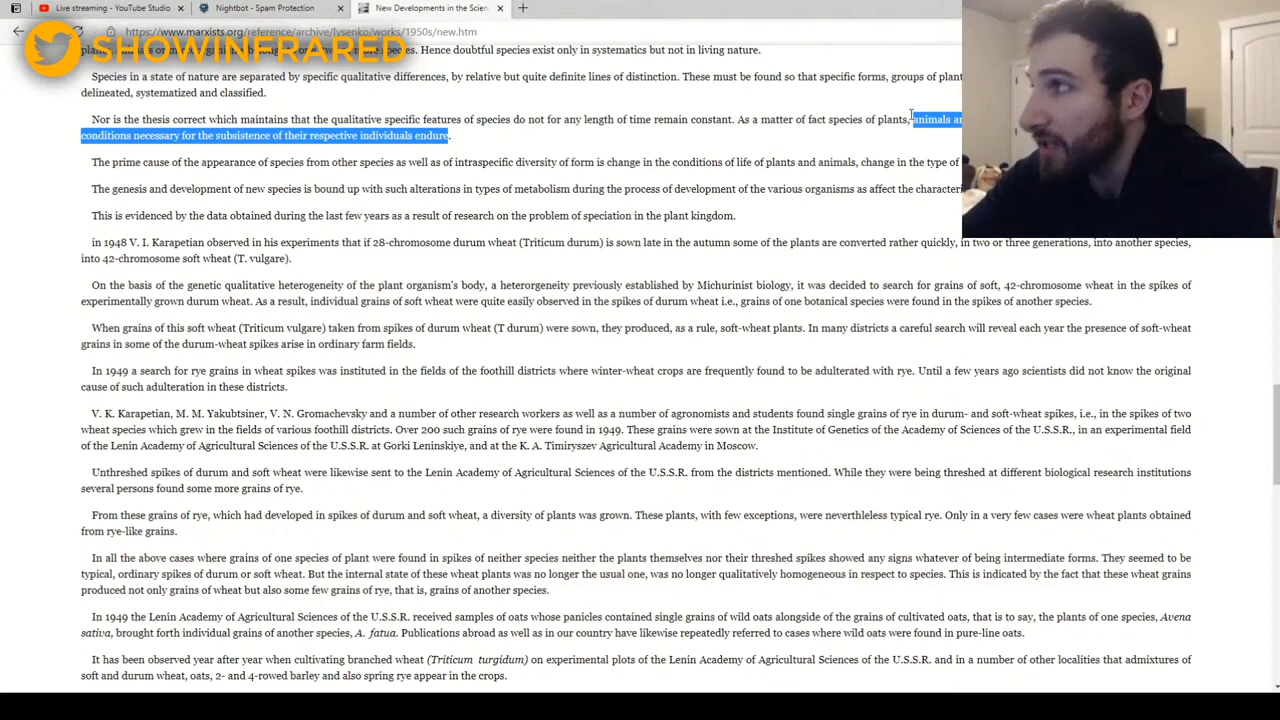 Live streaming - YouTube Studio
Nightbot - Spam Protection
New Developments in the Scien
https://www.marxists.org/reference/archive/lysenko/works/1950s/new.htm
SHOWINFRARED
species. Hence doubtful species exist only in systematics but not in living nature.
Species in a state of nature are separated by specific qualitative differences, by relative but quite definite lines of distinction. These must be found so that specific forms, groups of plant
delineated, systematized and classified.
Nor is the thesis correct which maintains that the qualitative specific features of species do not for any length of time remain constant. As a matter of fact species of plants, animals an
conditions necessary for the subsistence of their respective individuals endure.
The prime cause of the appearance of species from other species as well as of intraspecific diversity of form is change in the conditions of life of plants and animals, change in the type of
The genesis and development of new species is bound up with such alterations in types of metabolism during the process of development of the various organisms as affect the characteri
This is evidenced by the data obtained during the last few years as a result of research on the problem of speciation in the plant kingdom.
in 1948 V. I. Karapetian observed in his experiments that if 28-chromosome durum wheat (Triticum durum) is sown late in the autumn some of the plants are converted rather quickly, in two or three generations, into another species,
into 42-chromosome soft wheat (T. vulgare).
On the basis of the genetic qualitative heterogeneity of the plant organism's body, a heterorgeneity previously established by Michurinist biology, it was decided to search for grains of soft, 42-chromosome wheat in the spikes of
experimentally grown durum wheat. As a result, individual grains of soft wheat were quite easily observed in the spikes of durum wheat i.e., grains of one botanical species were found in the spikes of another species.
When grains of this soft wheat (Triticum vulgare) taken from spikes of durum wheat (T durum) were sown, they produced, as a rule, soft-wheat plants. In many districts a careful search will reveal each year the presence of soft-wheat
grains in some of the durum-wheat spikes arise in ordinary farm fields.
In 1949 a search for rye grains in wheat spikes was instituted in the fields of the foothill districts where winter-wheat crops are frequently found to be adulterated with rye. Until a few years ago scientists did not know the original
cause of such adulteration in these districts.
V. K. Karapetian, M. M. Yakubtsiner, V. N. Gromachevsky and a number of other research workers as well as a number of agronomists and students found single grains of rye in durum- and soft-wheat spikes, i.e., in the spikes of two
wheat species which grew in the fields of various foothill districts. Over 200 such grains of rye were found in 1949. These grains were sown at the Institute of Genetics of the Academy of Sciences of the U.S.S.R., in an experimental field
of the Lenin Academy of Agricultural Sciences of the U.S.S.R. at Gorki Leninskiye, and at the K. A. Timiryszev Agricultural Academy in Moscow.
Unthreshed spikes of durum and soft wheat were likewise sent to the Lenin Academy of Agricultural Sciences of the U.S.S.R. from the districts mentioned. While they were being threshed at different biological research institutions
several persons found some more grains of rye.
From these grains of rye, which had developed in spikes of durum and soft wheat, a diversity of plants was grown. These plants, with few exceptions, were nevertheless typical rye. Only in a very few cases were wheat plants obtained
from rye-like grains.
In all the above cases where grains of one species of plant were found in spikes of neither species neither the plants themselves nor their threshed spikes showed any signs whatever of being intermediate forms. They seemed to be
typical, ordinary spikes of durum or soft wheat. But the internal state of these wheat plants was no longer the usual one, was no longer qualitatively homogeneous in respect to species. This is indicated by the fact that these wheat grains
produced not only grains of wheat but also some few grains of rye, that is, grains of another species.
In 1949 the Lenin Academy of Agricultural Sciences of the U.S.S.R. received samples of oats whose panicles contained single grains of wild oats alongside of the grains of cultivated oats, that is to say, the plants of one species, Avena
sativa, brought forth individual grains of another species, A. fatua. Publications abroad as well as in our country have likewise repeatedly referred to cases where wild oats were found in pure-line oats.
It has been observed year after year when cultivating branched wheat (Triticum turgidum) on experimental plots of the Lenin Academy of Agricultural Sciences of the U.S.S.R. and in a number of other localities that admixtures of
soft and durum wheat, oats, 2- and 4-rowed barley and also spring rye appear in the crops.